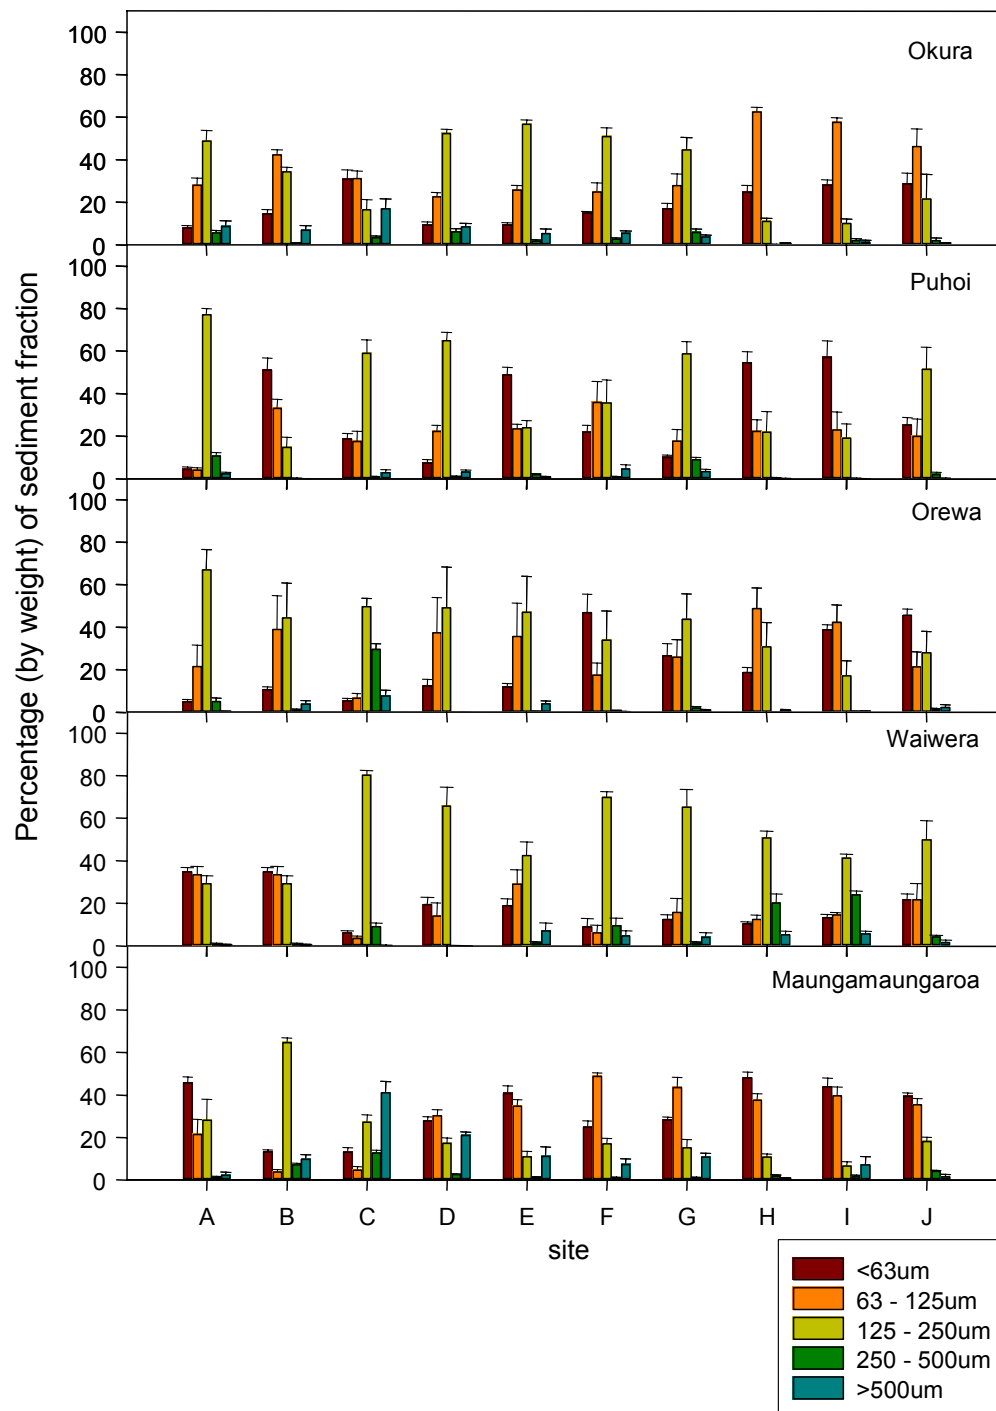 Percentage (by weight) of sediment fraction
100
80
60
40
20
0
Okura
100
80
60
40
20
0
Puhoi
100
80
60
40
20
0
Orewa
100
80
60
40
20
0
Waiwera
100
80
60
40
20
0
Maungamaungaroa
A B C D E F G H I J
site
<63um
63 - 125um
125 - 250um
250 - 500um
>500um